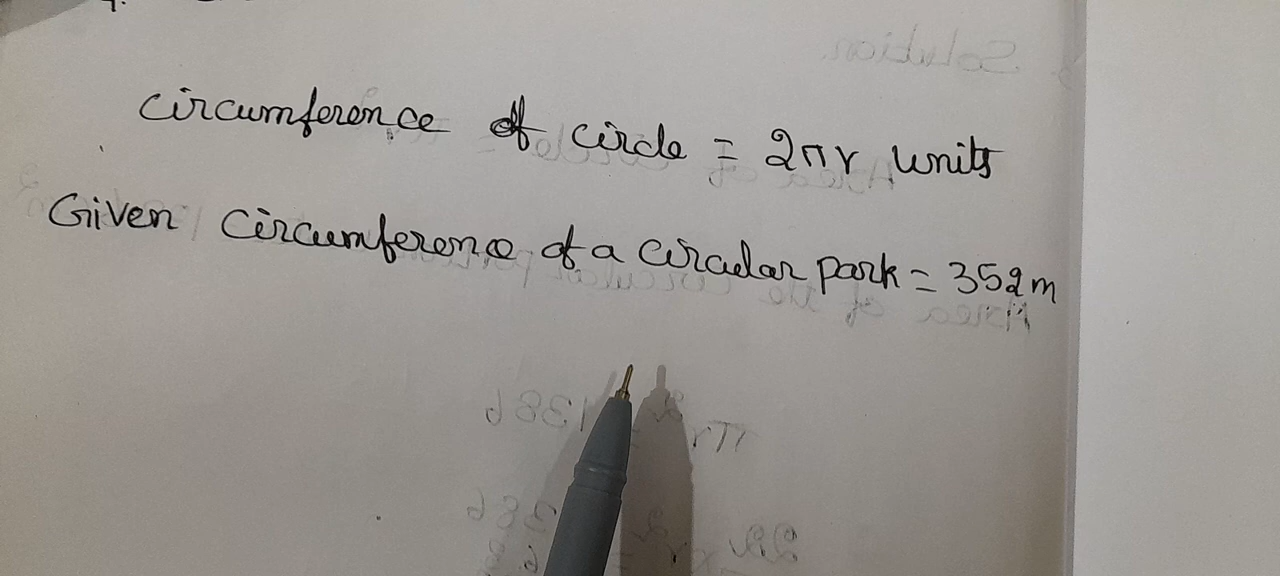 circumference of circle = 2πr units
Given circumference of a circular park = 352m